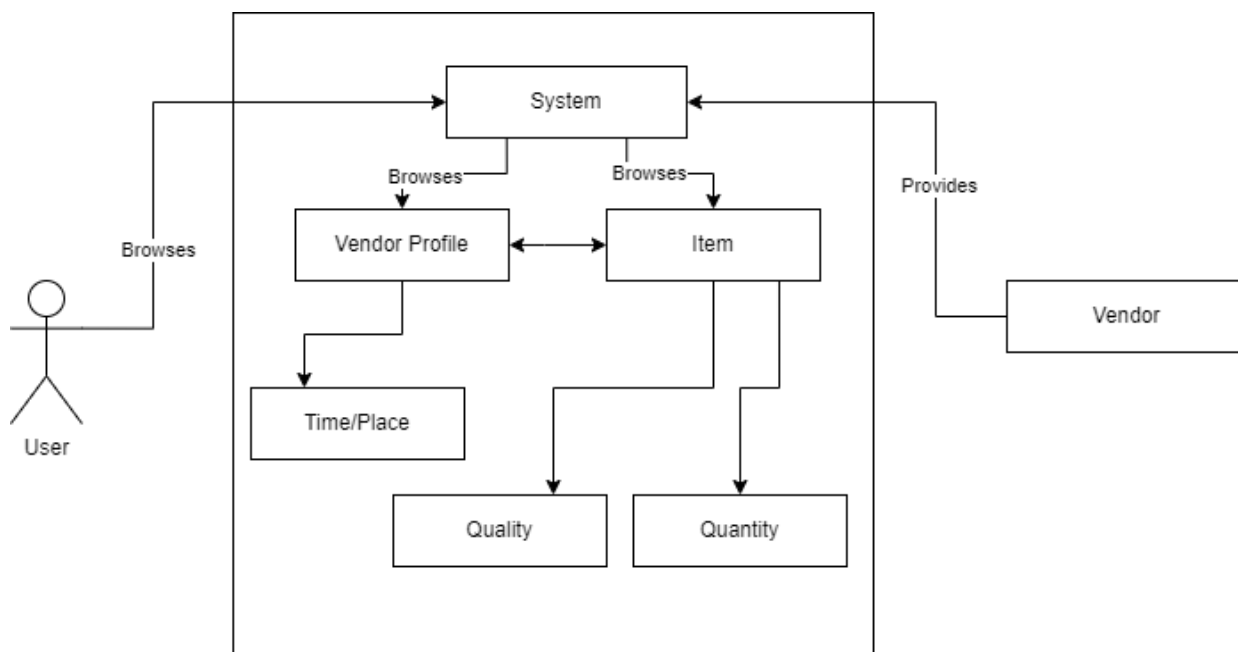 System
Browses
Browses
Provides
Vendor Profile
Item
Browses
Vendor
Time/Place
User
Quality
Quantity